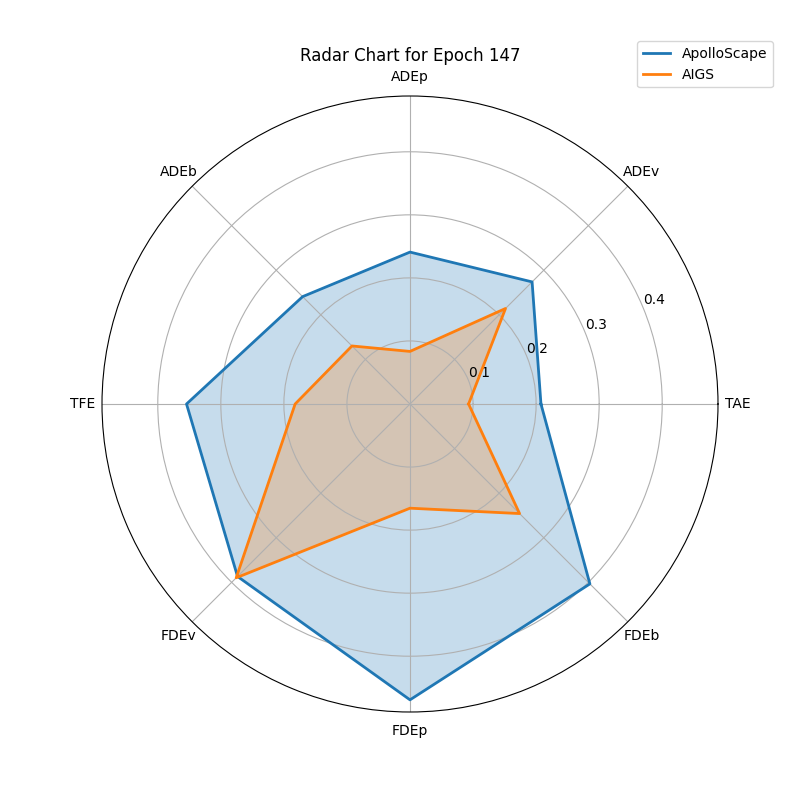 Radar Chart for Epoch 147
ApolloScape
AIGS
ADEp
ADEb
ADEv
0.4
0.3
0.2
0.1
TFE
TAE
FDEv
FDEb
FDEp